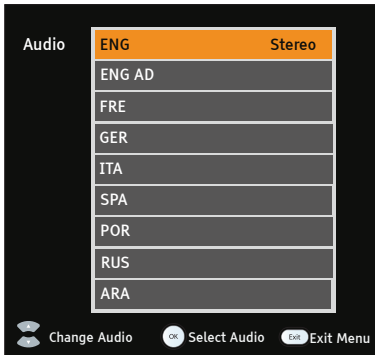 Audio ENG Stereo
ENG AD
FRE
GER
ITA
SPA
POR
RUS
ARA
Change Audio OK Select Audio Exit Exit Menu